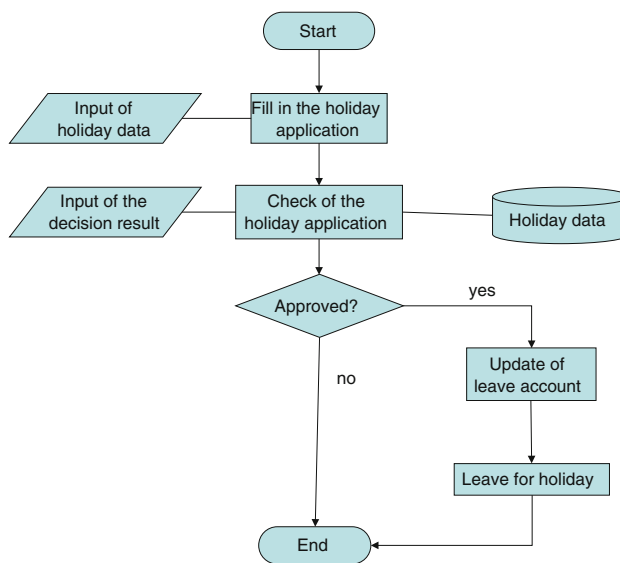 Start
Input of
holiday data
Fill in the holiday
application
Input of the
decision result
Check of the
holiday application
Holiday data
Approved?
yes
no
Update of
leave account
Leave for holiday
End